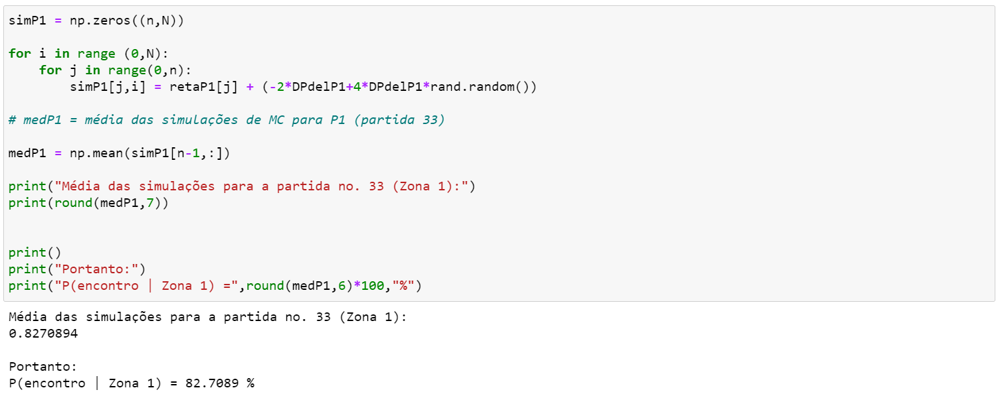 simP1 = np.zeros((n,N))
for i in range (0,N):
    for j in range(0,n):
        simP1[j,i] = retaP1[j] + (-2*DPdelP1+4*DPdelP1*rand.random())
# medP1 = média das simulações de MC para P1 (partida 33)
medP1 = np.mean(simP1[n-1,:])
print("Média das simulações para a partida no. 33 (Zona 1):")
print(round(medP1,7))
print()
print("Portanto:")
print("P(encontro | Zona 1) =",round(medP1,6)*100,"%")
Média das simulações para a partida no. 33 (Zona 1):
0.8270894
Portanto:
P(encontro | Zona 1) = 82.7089 %